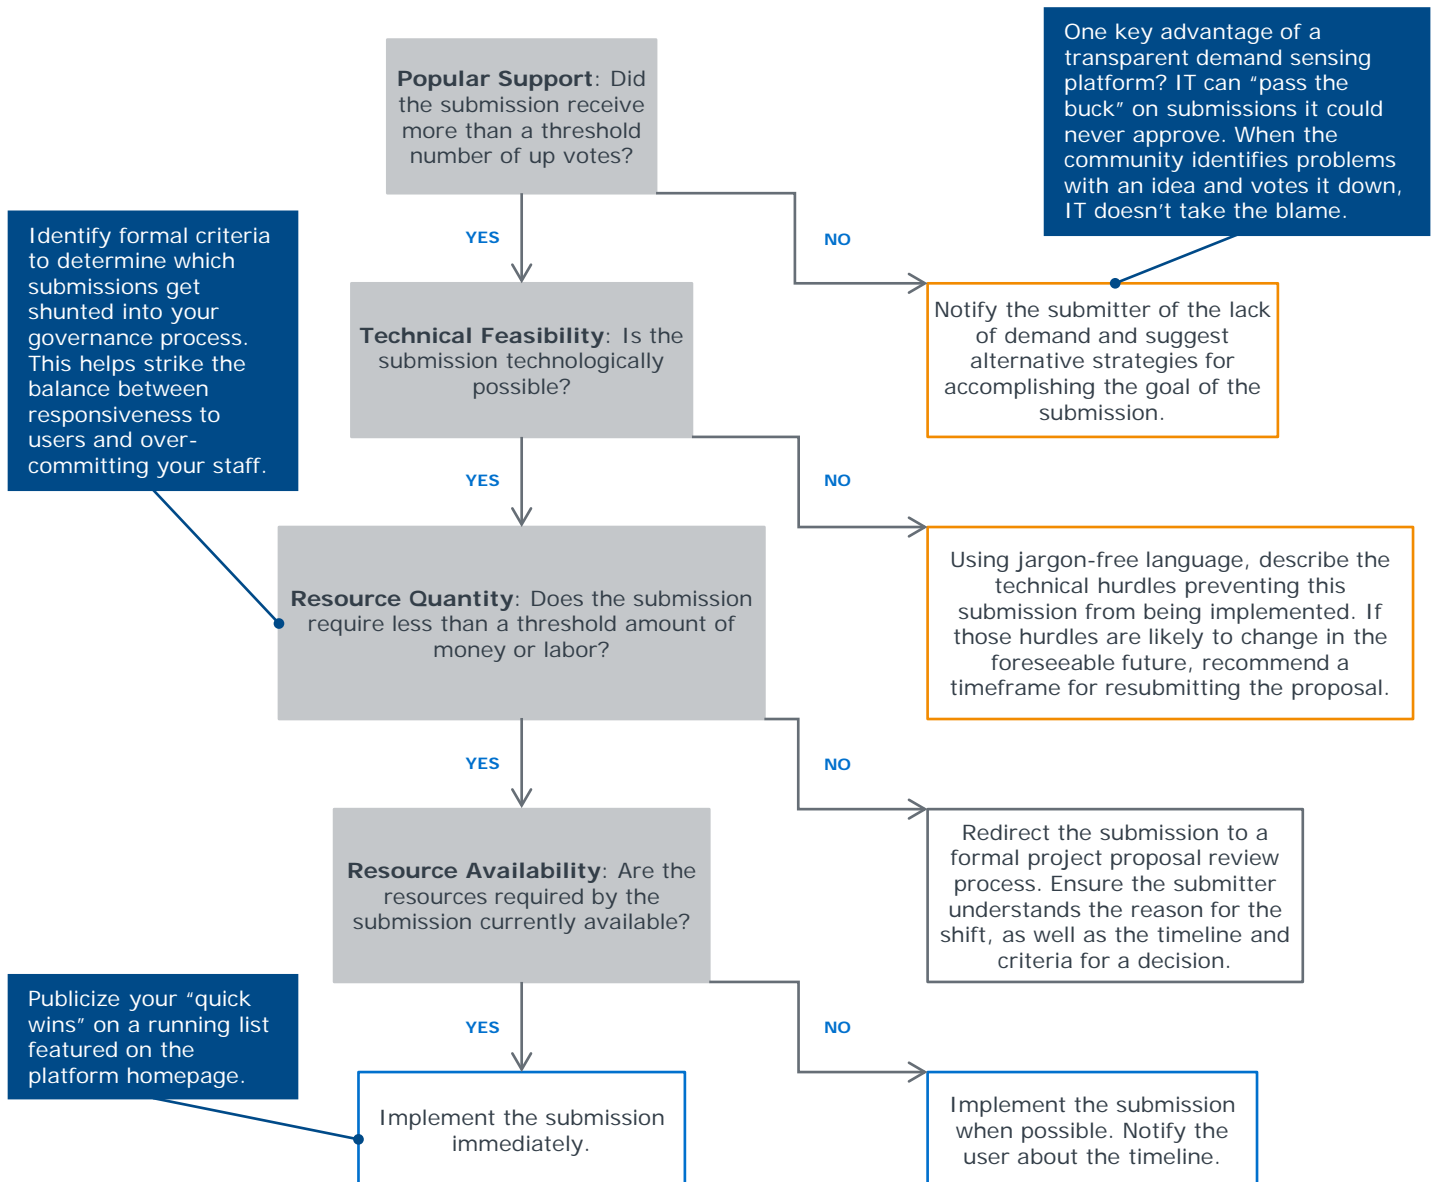 One key advantage of a
transparent demand sensing
platform? IT can “pass the
buck” on submissions it could
never approve. When the
community identifies problems
with an idea and votes it down,
IT doesn't take the blame.
Popular Support: Did
the submission receive
more than a threshold
number of up votes?
YES
NO
Identify formal criteria
to determine which
submissions get
shunted into your
governance process.
This helps strike the
balance between
responsiveness to
users and over-
committing your staff.
Technical Feasibility: Is the
submission technologically
possible?
Notify the submitter of the lack
of demand and suggest
alternative strategies for
accomplishing the goal of the
submission.
YES
NO
Resource Quantity: Does the submission
require less than a threshold amount of
money or labor?
Using jargon-free language, describe the
technical hurdles preventing this
submission from being implemented. If
those hurdles are likely to change in the
foreseeable future, recommend a
timeframe for resubmitting the proposal.
YES
NO
Resource Availability: Are the
resources required by the
submission currently available?
Redirect the submission to a
formal project proposal review
process. Ensure the submitter
understands the reason for the
shift, as well as the timeline and
criteria for a decision.
Publicize your “quick
wins” on a running list
featured on the
platform homepage.
YES
NO
Implement the submission
immediately.
Implement the submission
when possible. Notify the
user about the timeline.